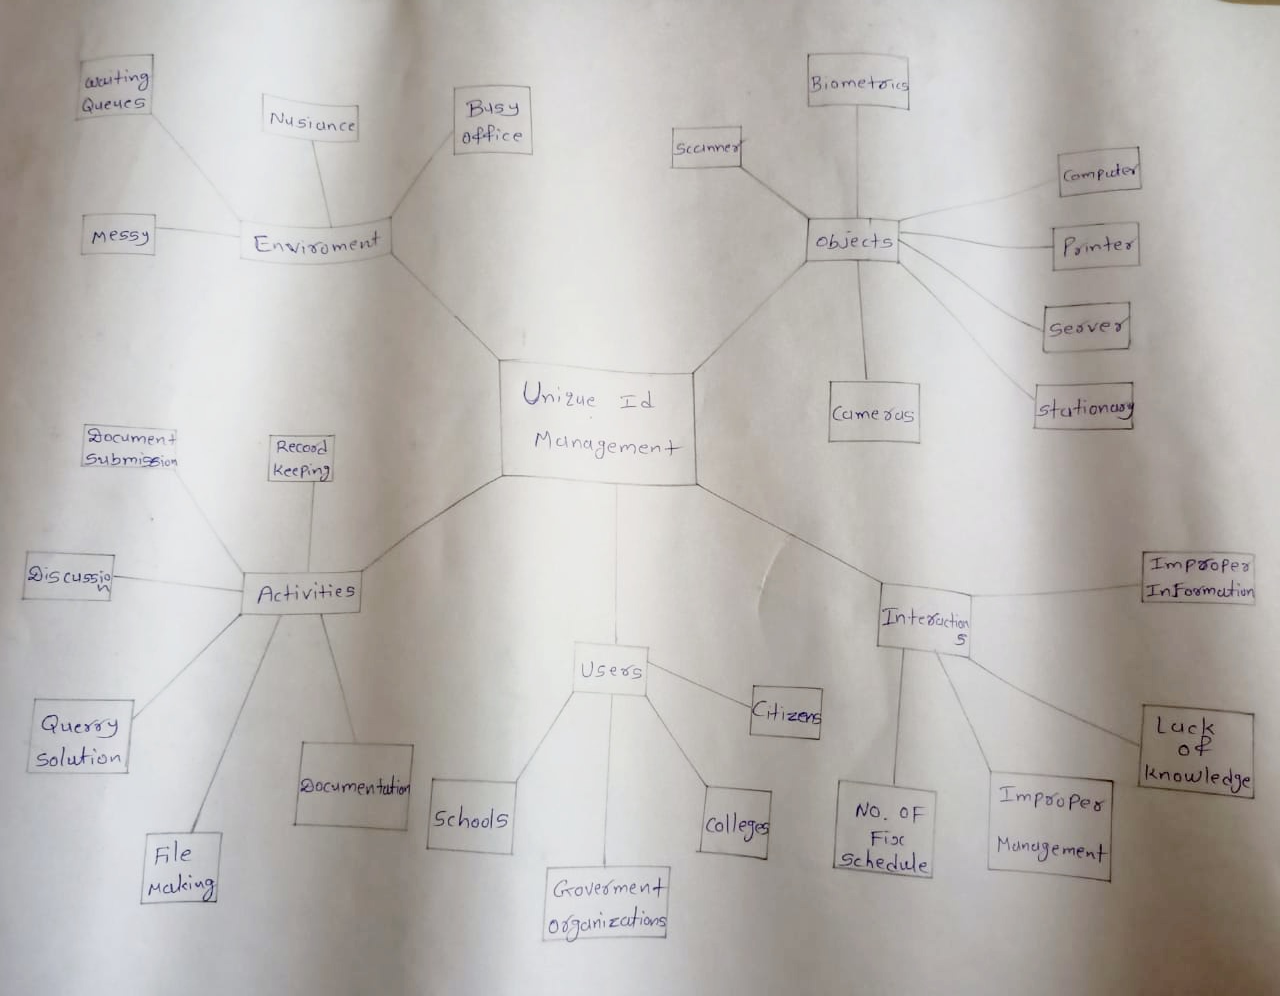 Waiting
Queues
Nusiance
Busy
office
Messy
Enviroment
Scanner
Biometrics
Computer
Printer
Server
Stationary
Cameras
Objects
Unique Id
Management
Document
Submission
Record
Keeping
Discussion
Activities
Querry
Solution
File
Making
Documentation
Users
Citizens
Schools
Colleges
Goverment
Organizations
Interaction
s
Improper
Information
Lack
of
Knowledge
No. OF
Fix
Schedule
Improper
Management